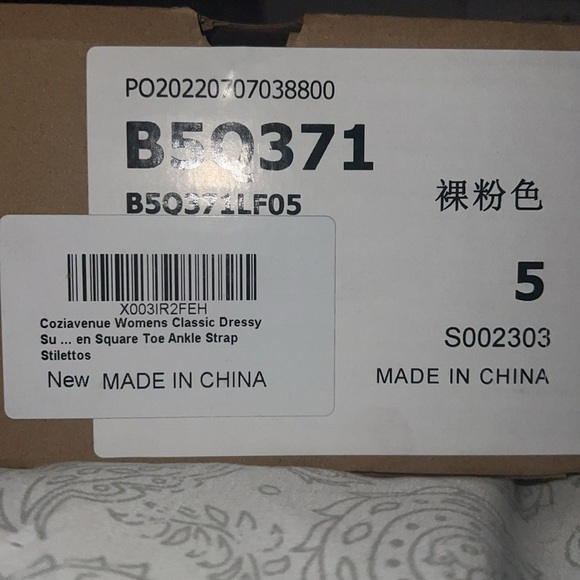 PO20220707038800
B5Q371
B5Q371LF05
裸粉色
5
S002303
MADE IN CHINA
X003IR2FEH
Coziavenue Womens Classic Dressy
Su ... en Square Toe Ankle Strap
Stilettos
New MADE IN CHINA